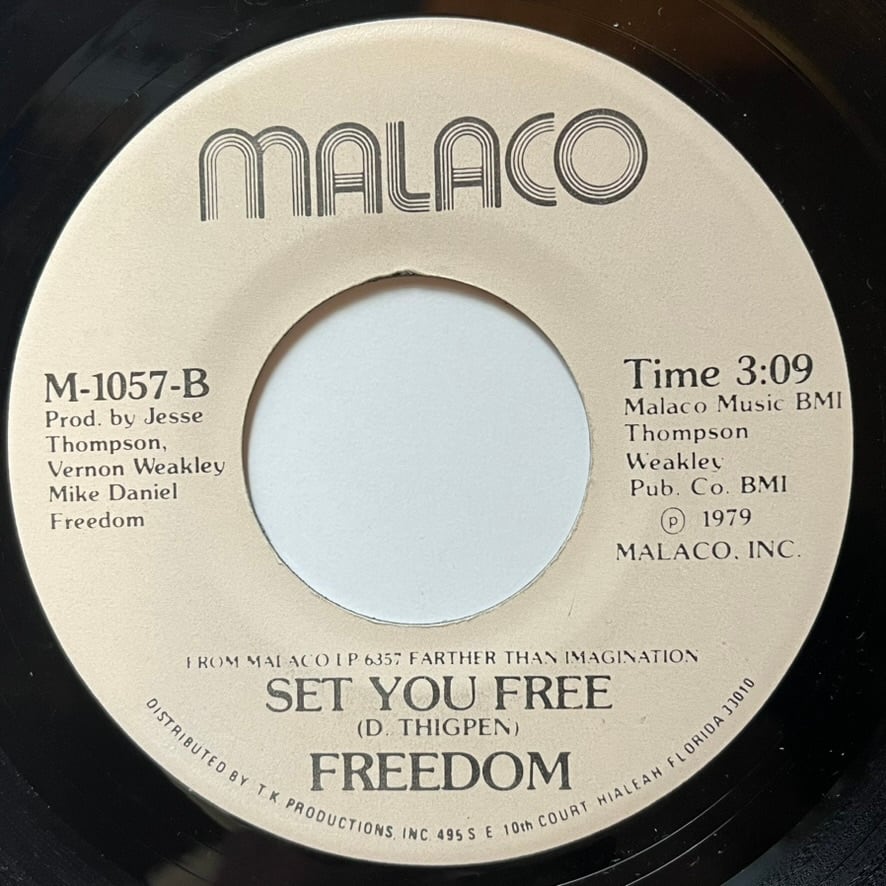 MALACO
M-1057-B
Prod. by Jesse
Thompson,
Vernon Weakley
Mike Daniel
Freedom
Time 3:09
Malaco Music BMI
Thompson
Weakley
Pub. Co. BMI
℗ 1979
MALACO, INC.
FROM MALACO LP 6357 FARTHER THAN IMAGINATION
SET YOU FREE
(D. THIGPEN)
FREEDOM
DISTRIBUTED BY T.K PRODUCTIONS, INC. 495 S E 10th COURT HIALEAH FLORIDA 33010